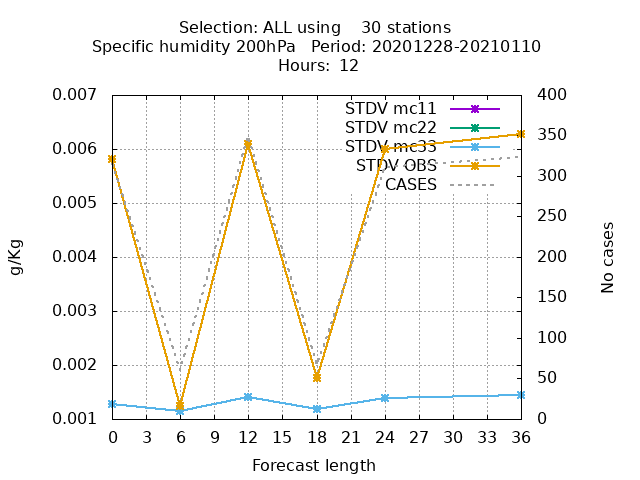 Selection: ALL using    30 stations
Specific humidity 200hPa   Period: 20201228-20210110
Hours:  12
0.007
0.006
0.005
0.004
0.003
0.002
0.001
g/Kg
STDV mc11
STDV mc22
STDV mc33
STDV OBS
CASES
400
350
300
250
200
150
100
50
0
No cases
0 3 6 9 12 15 18 21 24 27 30 33 36
Forecast length